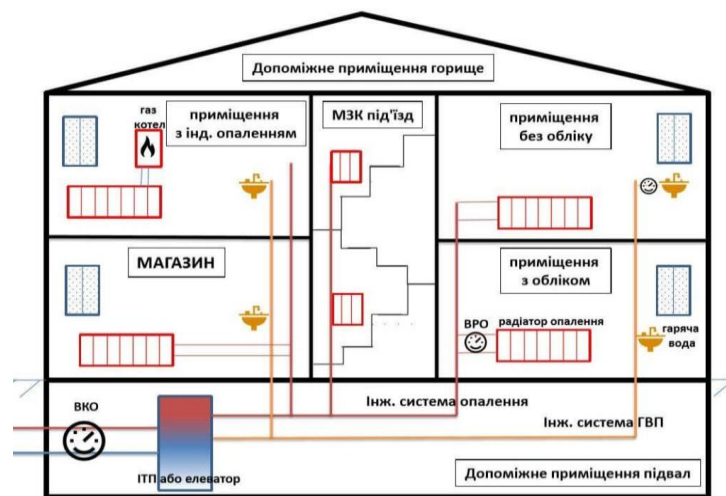 Допоміжне приміщення горище
газ
котел
приміщення
з інд. опаленням
МЗК під'їзд
приміщення
без обліку
МАГАЗИН
приміщення
з обліком
ВРО
радіатор опалення
гаряча
вода
ВКО
Інж. система опалення
Інж. система ГВП
ІТП або елеватор
Допоміжне приміщення підвал